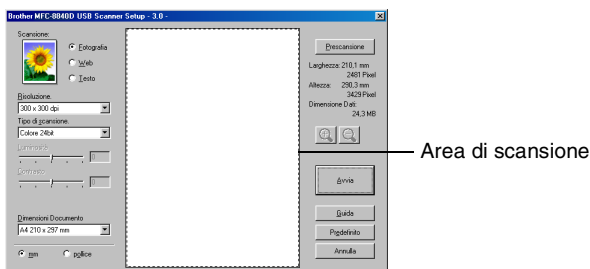 Brother MFC-8840D USB Scanner Setup - 3.0 -
Scansione:
Fotografia
Web
Testo
Risoluzione.
300 x 300 dpi
Tipo di scansione.
Colore 24bit
Luminosità
0
Contrasto
0
Dimensioni Documento
A4 210 x 297 mm
mm
pollice
Prescansione
Larghezza: 210,1 mm
2481 Pixel
Altezza: 290,3 mm
3429 Pixel
Dimensione Dati:
24,3 MB
Avvia
Guida
Predefinito
Annulla
Area di scansione